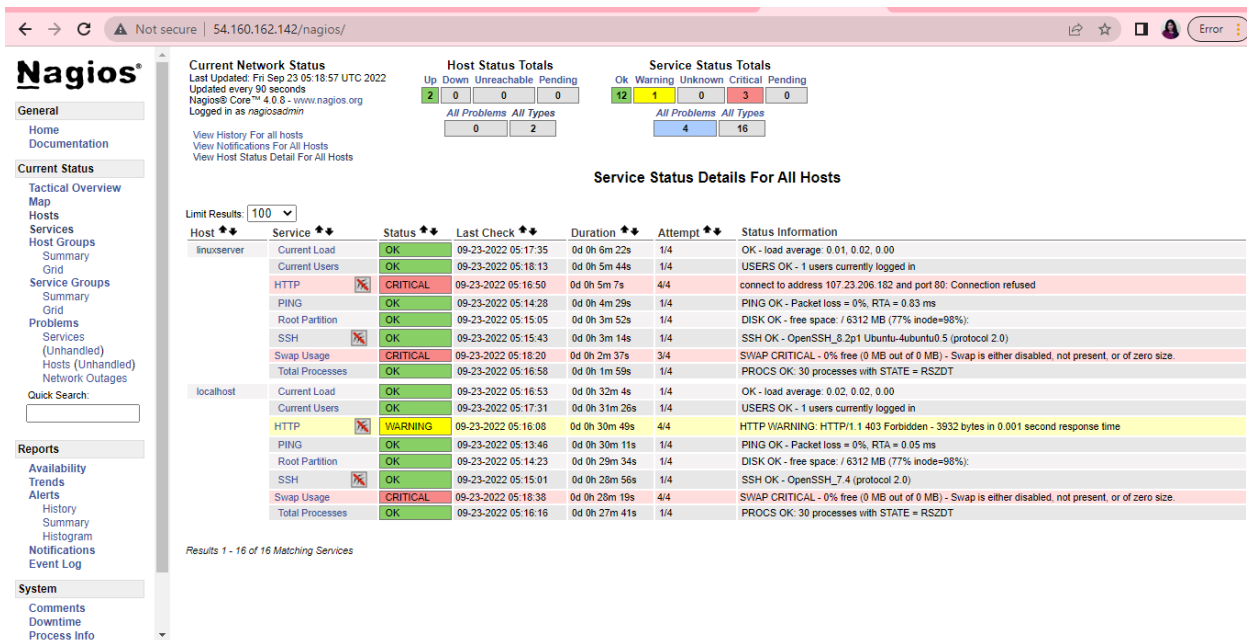 Not secure | 54.160.162.142/nagios/
Error
Nagios®
General
Home
Documentation
Current Status
Tactical Overview
Map
Hosts
Services
Host Groups
Summary
Grid
Service Groups
Summary
Grid
Problems
Services
(Unhandled)
Hosts (Unhandled)
Network Outages
Quick Search:
Reports
Availability
Trends
Alerts
History
Summary
Histogram
Notifications
Event Log
System
Comments
Downtime
Process Info
Current Network Status
Last Updated: Fri Sep 23 05:18:57 UTC 2022
Updated every 90 seconds
Nagios® Core™ 4.0.8 - www.nagios.org
Logged in as nagiosadmin
View History For all hosts
View Notifications For All Hosts
View Host Status Detail For All Hosts
Host Status Totals
Up Down Unreachable Pending
2 0 0 0
All Problems All Types
0 2
Service Status Totals
Ok Warning Unknown Critical Pending
12 1 0 3 0
All Problems All Types
4 16
Service Status Details For All Hosts
Limit Results: 100
Host Service Status Last Check Duration Attempt Status Information
linuxserver Current Load OK 09-23-2022 05:17:35 0d 0h 6m 22s 1/4 OK - load average: 0.01, 0.02, 0.00
Current Users OK 09-23-2022 05:18:13 0d 0h 5m 44s 1/4 USERS OK - 1 users currently logged in
HTTP CRITICAL 09-23-2022 05:16:50 0d 0h 5m 7s 4/4 connect to address 107.23.206.182 and port 80: Connection refused
PING OK 09-23-2022 05:14:28 0d 0h 4m 29s 1/4 PING OK - Packet loss = 0%, RTA = 0.83 ms
Root Partition OK 09-23-2022 05:15:05 0d 0h 3m 52s 1/4 DISK OK - free space: / 6312 MB (77% inode=98%):
SSH OK 09-23-2022 05:15:43 0d 0h 3m 14s 1/4 SSH OK - OpenSSH_8.2p1 Ubuntu-4ubuntu0.5 (protocol 2.0)
Swap Usage CRITICAL 09-23-2022 05:18:20 0d 0h 2m 37s 3/4 SWAP CRITICAL - 0% free (0 MB out of 0 MB) - Swap is either disabled, not present, or of zero size.
Total Processes OK 09-23-2022 05:16:58 0d 0h 1m 59s 1/4 PROCS OK: 30 processes with STATE = RSZDT
localhost Current Load OK 09-23-2022 05:16:53 0d 0h 32m 4s 1/4 OK - load average: 0.02, 0.02, 0.00
Current Users OK 09-23-2022 05:17:31 0d 0h 31m 26s 1/4 USERS OK - 1 users currently logged in
HTTP WARNING 09-23-2022 05:16:08 0d 0h 30m 49s 4/4 HTTP WARNING: HTTP/1.1 403 Forbidden - 3932 bytes in 0.001 second response time
PING OK 09-23-2022 05:13:46 0d 0h 30m 11s 1/4 PING OK - Packet loss = 0%, RTA = 0.05 ms
Root Partition OK 09-23-2022 05:14:23 0d 0h 29m 34s 1/4 DISK OK - free space: / 6312 MB (77% inode=98%):
SSH OK 09-23-2022 05:15:01 0d 0h 28m 56s 1/4 SSH OK - OpenSSH_7.4 (protocol 2.0)
Swap Usage CRITICAL 09-23-2022 05:18:38 0d 0h 28m 19s 4/4 SWAP CRITICAL - 0% free (0 MB out of 0 MB) - Swap is either disabled, not present, or of zero size.
Total Processes OK 09-23-2022 05:16:16 0d 0h 27m 41s 1/4 PROCS OK: 30 processes with STATE = RSZDT
Results 1 - 16 of 16 Matching Services